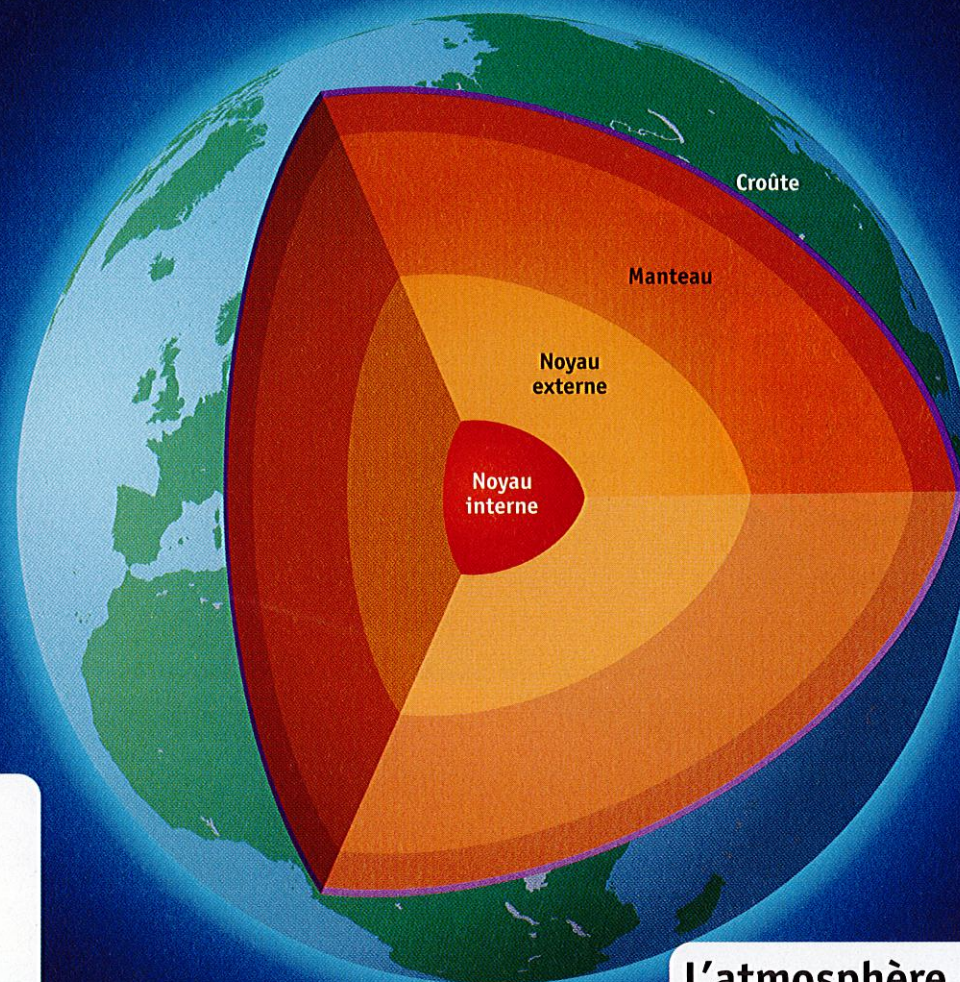 Croûte
Manteau
Noyau
externe
Noyau
interne
L'atmosphère